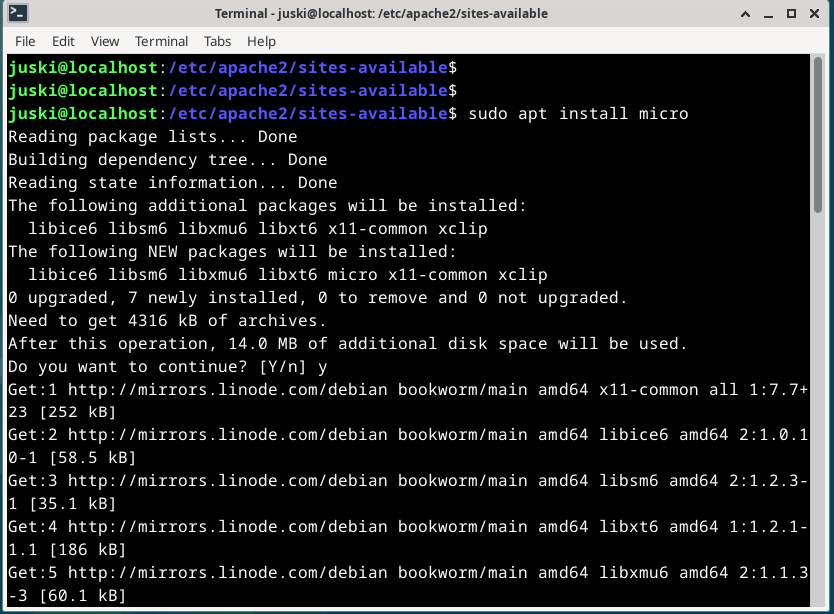 Terminal - juski@localhost: /etc/apache2/sites-available
File Edit View Terminal Tabs Help
juski@localhost:/etc/apache2/sites-available$
juski@localhost:/etc/apache2/sites-available$
juski@localhost:/etc/apache2/sites-available$ sudo apt install micro
Reading package lists... Done
Building dependency tree... Done
Reading state information... Done
The following additional packages will be installed:
  libice6 libsm6 libxmu6 libxt6 x11-common xclip
The following NEW packages will be installed:
  libice6 libsm6 libxmu6 libxt6 micro x11-common xclip
0 upgraded, 7 newly installed, 0 to remove and 0 not upgraded.
Need to get 4316 kB of archives.
After this operation, 14.0 MB of additional disk space will be used.
Do you want to continue? [Y/n] y
Get:1 http://mirrors.linode.com/debian bookworm/main amd64 x11-common all 1:7.7+
23 [252 kB]
Get:2 http://mirrors.linode.com/debian bookworm/main amd64 libice6 amd64 2:1.0.1
0-1 [58.5 kB]
Get:3 http://mirrors.linode.com/debian bookworm/main amd64 libsm6 amd64 2:1.2.3-
1 [35.1 kB]
Get:4 http://mirrors.linode.com/debian bookworm/main amd64 libxt6 amd64 1:1.2.1-
1.1 [186 kB]
Get:5 http://mirrors.linode.com/debian bookworm/main amd64 libxmu6 amd64 2:1.1.3
-3 [60.1 kB]